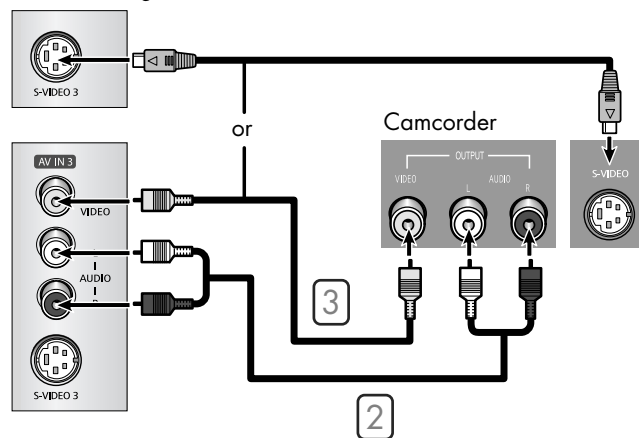 S-VIDEO 3
or
Camcorder
OUTPUT
VIDEO
L
AUDIO
R
S-VIDEO
AV IN 3
VIDEO
AUDIO
S-VIDEO 3
3
2